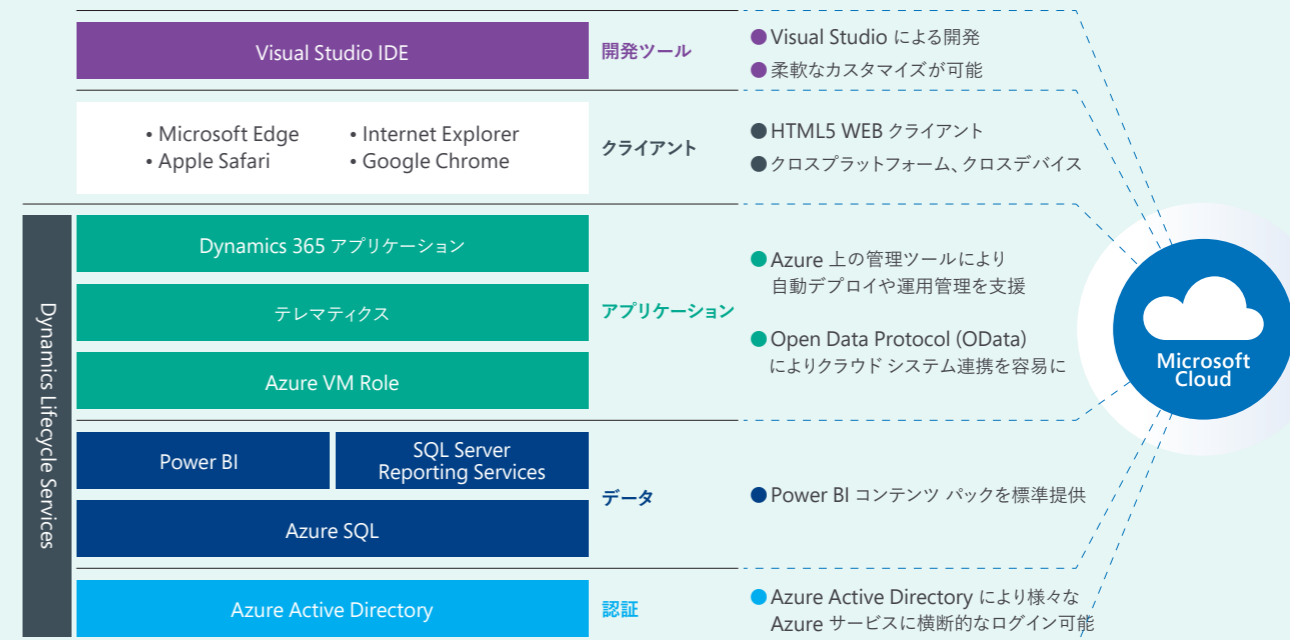 Visual Studio IDE
開発ツール
●Visual Studio による開発
●柔軟なカスタマイズが可能
• Microsoft Edge
• Internet Explorer
• Apple Safari
• Google Chrome
クライアント
●HTML5 WEB クライアント
●クロスプラットフォーム、クロスデバイス
Dynamics Lifecycle Services
Dynamics 365 アプリケーション
テレマティクス
Azure VM Role
アプリケーション
●Azure 上の管理ツールにより
自動デプロイや運用管理を支援
●Open Data Protocol (OData)
によりクラウド システム連携を容易に
Microsoft
Cloud
Power BI
SQL Server
Reporting Services
Azure SQL
データ
●Power BI コンテンツ パックを標準提供
Azure Active Directory
認証
●Azure Active Directory により様々な
Azure サービスに横断的なログイン可能